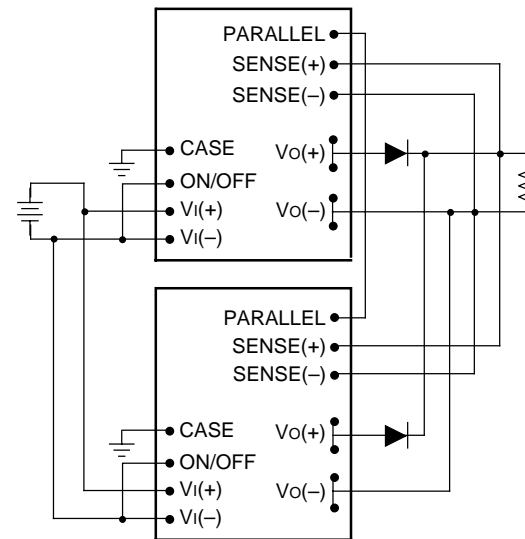 PARALLEL
SENSE(+)
SENSE(–)
CASE
VO(+)
ON/OFF
VI(+)
VO(–)
VI(–)
PARALLEL
SENSE(+)
SENSE(–)
CASE
VO(+)
ON/OFF
VI(+)
VO(–)
VI(–)